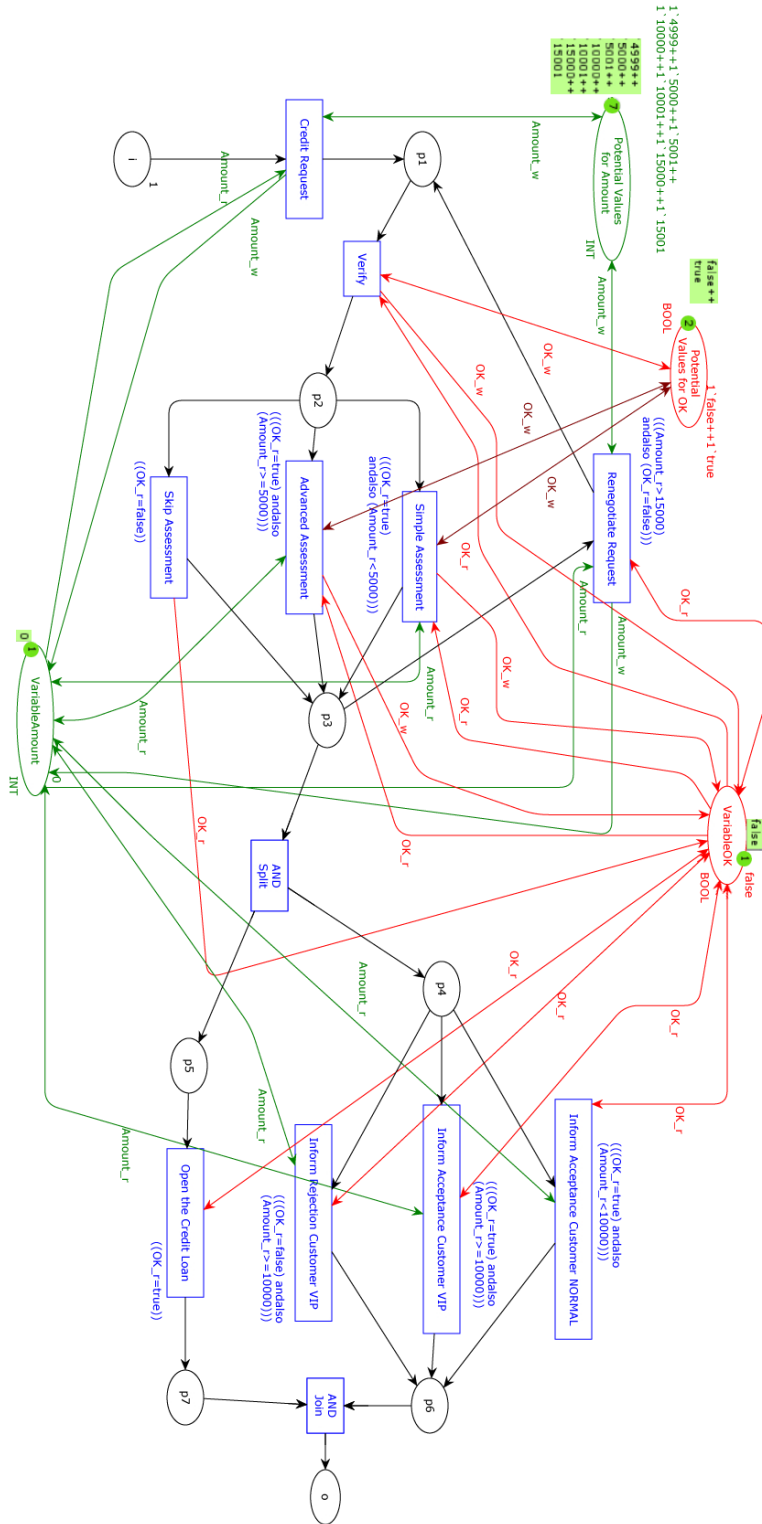 1`4999++1`5000++1`5001++
1`10000++1`10001++1`15000++1`15001
`4999++
`5000++
`5001++
`10000++
`10001++
`15000++
`15001
7
Potential Values
for Amount
INT
Amount_w
Amount_w
false++
true
2
Potential
Values for OK
1`false++1`true
BOOL
false
1
false
VariableOK
BOOL
(((Amount_r>15000)
andalso (OK_r=false)))
Renegotiate Request
OK_r
Amount_r
Amount_w
OK_w
OK_w
OK_w
OK_w
OK_w
OK_r
OK_w
OK_r
OK_w
OK_r
OK_r
OK_r
OK_r
OK_r
OK_r
i
1
Credit Request
Amount_r
Amount_w
p1
Verify
p2
(((OK_r=true)
andalso (Amount_r<5000)))
Simple Assessment
Amount_r
(((OK_r=true) andalso
(Amount_r>=5000)))
Advanced Assessment
Amount_r
Skip Assessment
((OK_r=false))
p3
AND
Split
p4
p5
Amount_r
Amount_r
Amount_r
(((OK_r=true) andalso
(Amount_r<10000)))
Inform Acceptance Customer NORMAL
(((OK_r=true) andalso
(Amount_r>=10000)))
Inform Acceptance Customer VIP
Inform Rejection Customer VIP
(((OK_r=false) andalso
(Amount_r>=10000)))
Open the Credit Loan
((OK_r=true))
p6
p7
AND
Join
o
0
1
VariableAmount
0
INT